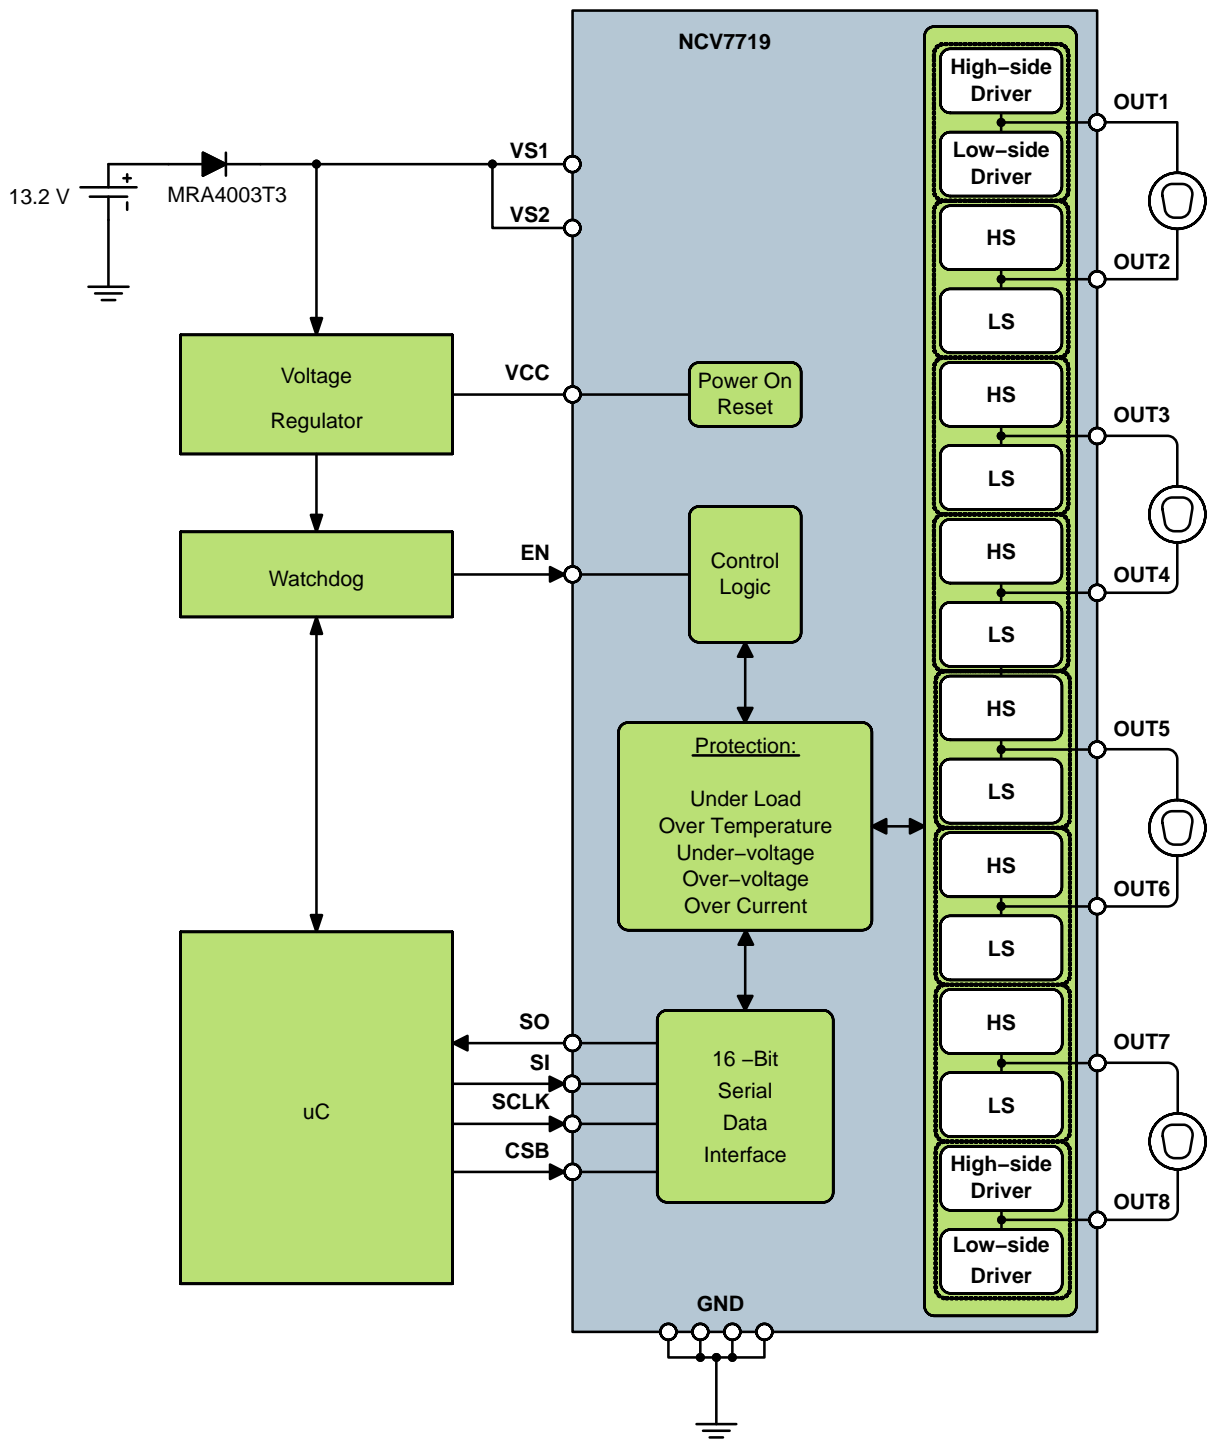 NCV7719
High–side
Driver
OUT1
Low–side
Driver
VS1
13.2 V
+
MRA4003T3
VS2
HS
OUT2
LS
Voltage
Regulator
VCC
Power On
Reset
HS
OUT3
LS
Watchdog
EN
Control
Logic
HS
OUT4
LS
HS
OUT5
LS
Protection:
Under Load
Over Temperature
Under–voltage
Over–voltage
Over Current
HS
OUT6
LS
uC
SO
SI
SCLK
CSB
16 –Bit
Serial
Data
Interface
HS
OUT7
LS
High–side
Driver
OUT8
Low–side
Driver
GND